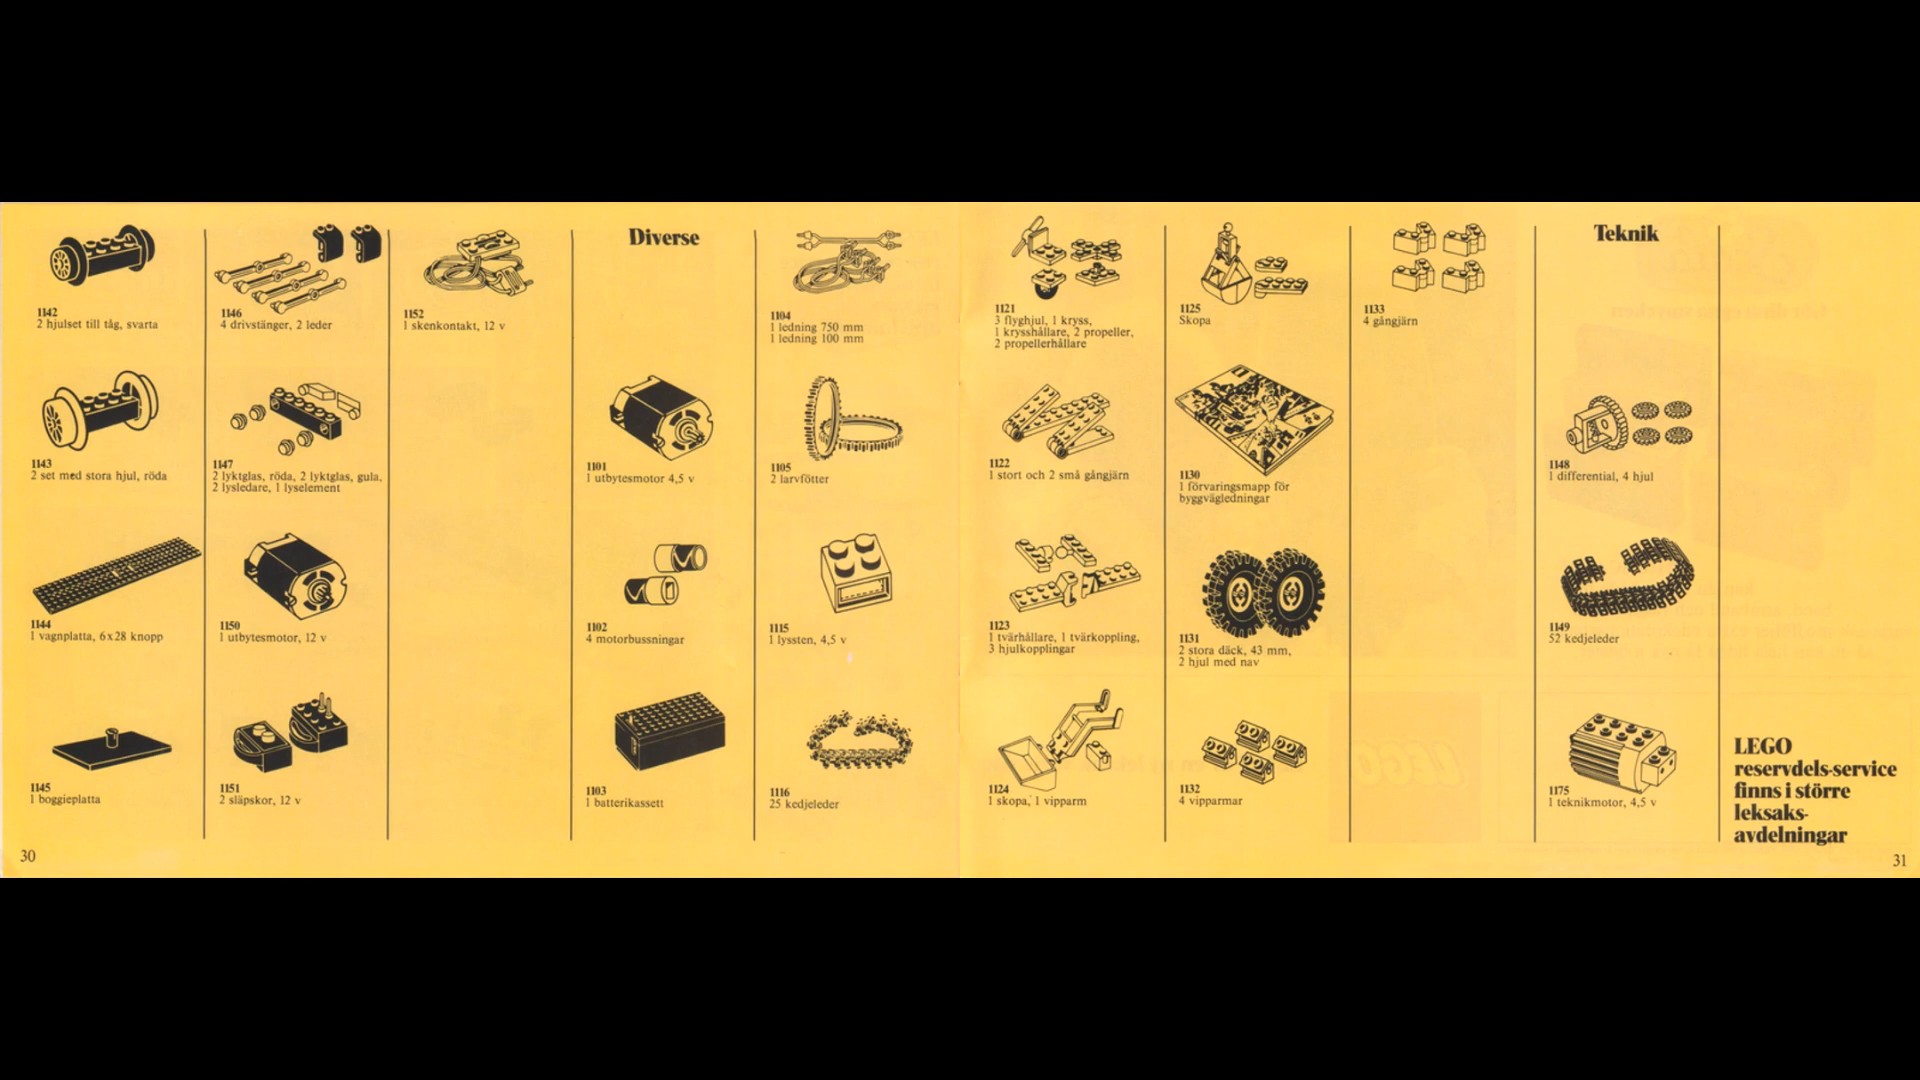 1142
2 hjulset till tåg, svarta
1143
2 set med stora hjul, röda
1144
1 vagnplatta, 6x28 knopp
1145
1 boggieplatta
30
1146
4 drivstänger, 2 leder
1147
2 lyktglas, röda, 2 lyktglas, gula,
2 lysledare, 1 lyselement
1150
1 utbytesmotor, 12 v
1151
2 släpskor, 12 v
1152
1 skenkontakt, 12 v
Diverse
1101
1 utbytesmotor 4,5 v
1102
4 motorbussningar
1103
1 batterikassett
1104
1 ledning 750 mm
1 ledning 100 mm
1105
2 larvfötter
1115
1 lyssten, 4,5 v
1116
25 kedjeleder
1121
3 flyghjul, 1 kryss,
1 krysshållare, 2 propeller,
2 propellerhållare
1122
1 stort och 2 små gångjärn
1123
1 tvärhållare, 1 tvärkoppling,
3 hjulkopplingar
1124
1 skopa, 1 vipparm
1125
Skopa
1130
1 förvaringsmapp för
byggvägledningar
1131
2 stora däck, 43 mm,
2 hjul med nav
1132
4 vipparmar
1133
4 gångjärn
Teknik
1148
1 differential, 4 hjul
1149
52 kedjeleder
1175
1 teknikmotor, 4,5 v
LEGO
reservdels-service
finns i större
leksaks-
avdelningar
31